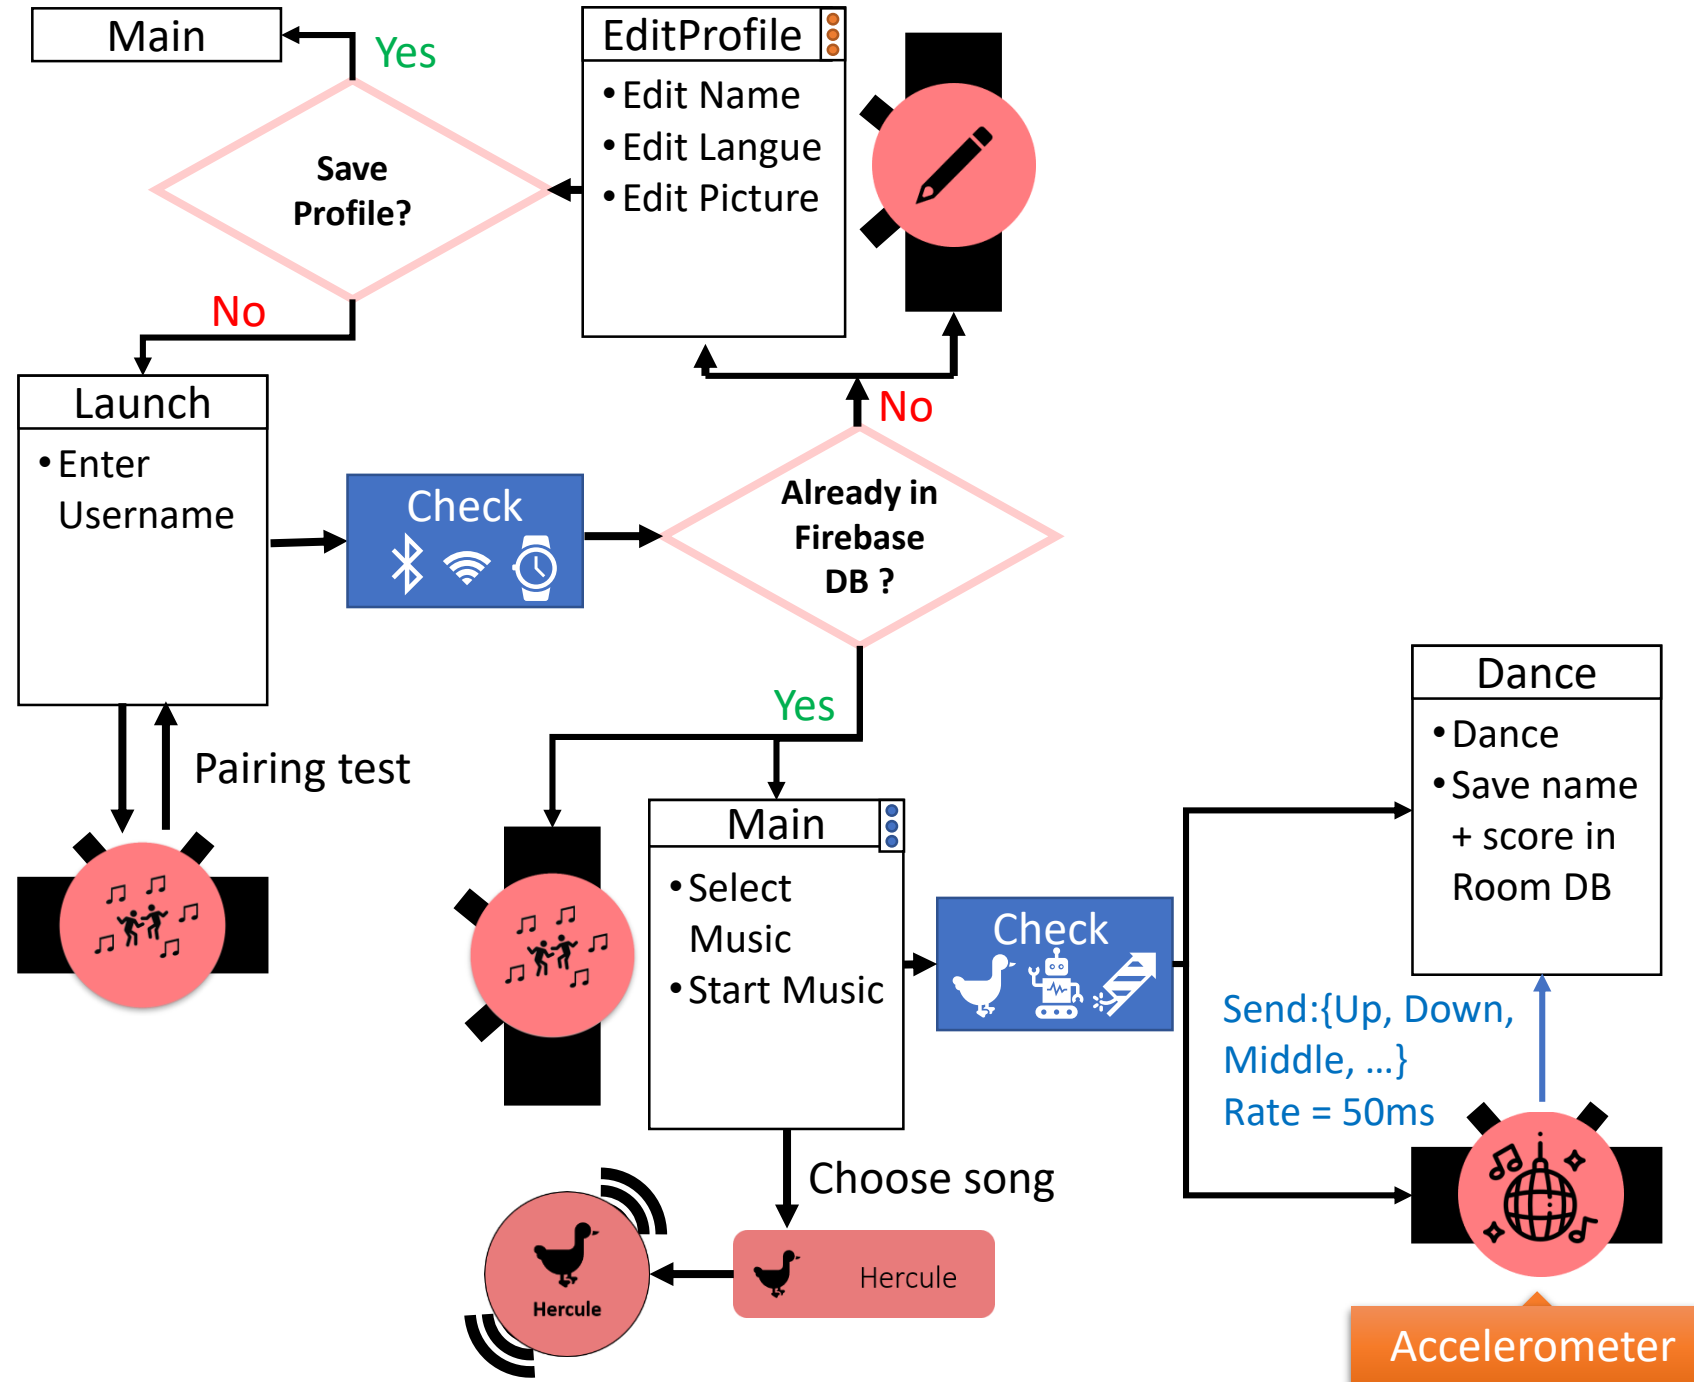 Main
Yes
Save
Profile?
No
EditProfile
• Edit Name
• Edit Langue
• Edit Picture
Launch
• Enter
Username
Check
Already in
Firebase
DB ?
No
Yes
Pairing test
Main
• Select
Music
• Start Music
Check
Dance
• Dance
• Save name
+ score in
Room DB
Send:{Up, Down,
Middle, ...}
Rate = 50ms
Choose song
Hercule
Hercule
Accelerometer